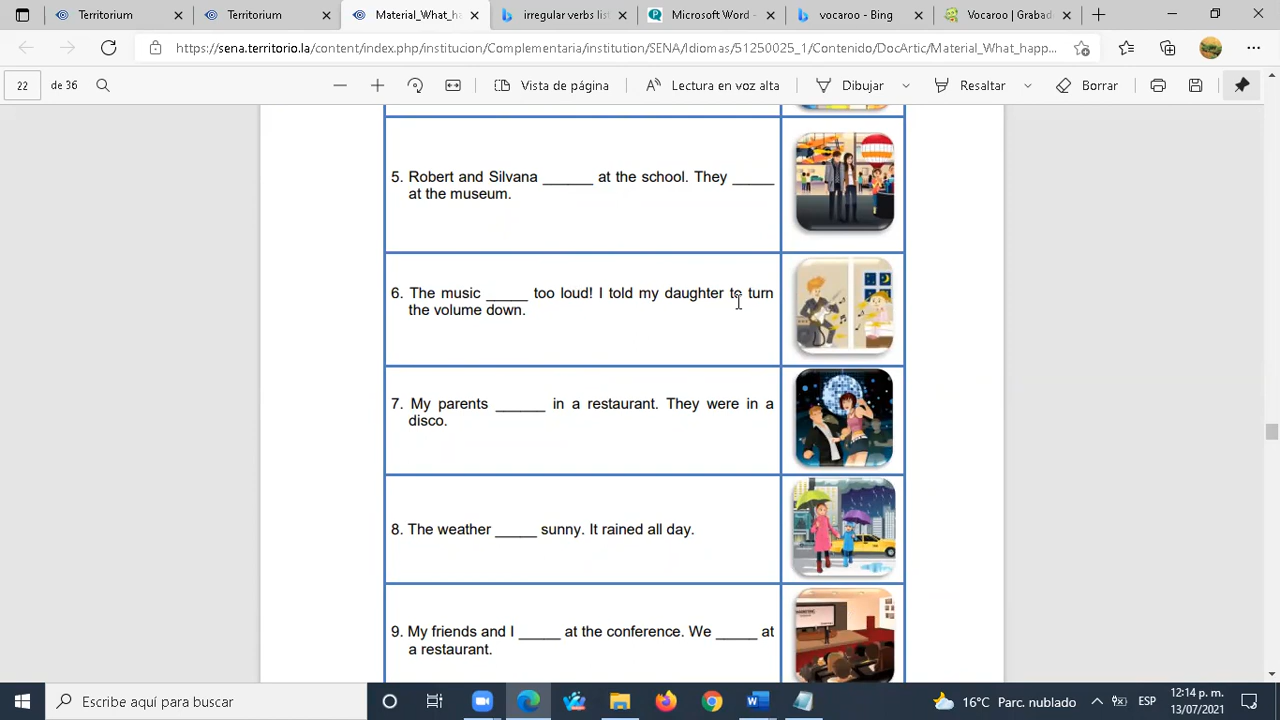 Territorium
Territorium
Material_What_ha
irregular verbs list
Microsoft Word -
vocaroo - Bing
Vocaroo | Grabad
https://sena.territorio.la/content/index.php/institucion/Complementaria/institution/SENA/Idiomas/51250025_1/Contenido/DocArtic/Material_What_happ...
22 de 36
Vista de página
Lectura en voz alta
Dibujar
Resaltar
Borrar
5. Robert and Silvana ______ at the school. They _____
at the museum.
6. The music _____ too loud! I told my daughter to turn
the volume down.
7. My parents ______ in a restaurant. They were in a
disco.
8. The weather _____ sunny. It rained all day.
9. My friends and I _____ at the conference. We _____ at
a restaurant.
Escribe aquí para buscar
16°C Parc. nublado
ESP
12:14 p. m.
13/07/2021